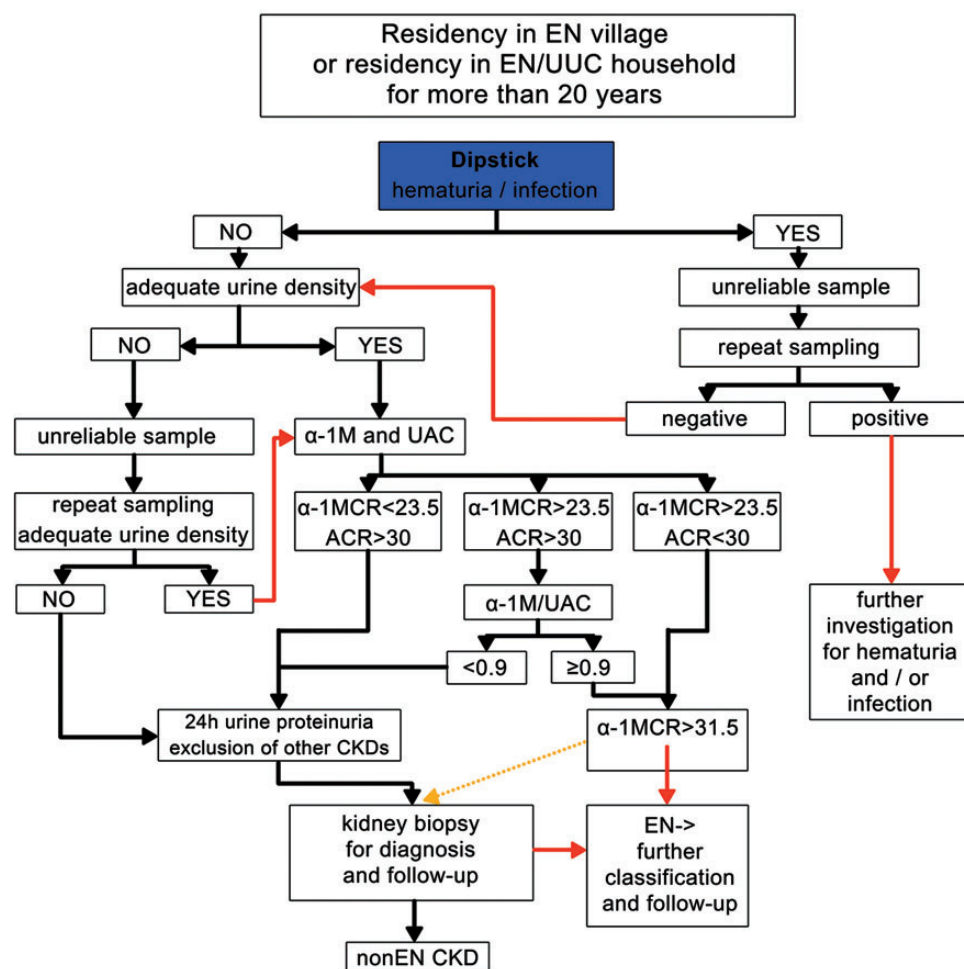 Residency in EN village
or residency in EN/UUC household
for more than 20 years
Dipstick
hematuria / infection
NO
YES
adequate urine density
unreliable sample
NO
YES
repeat sampling
negative
positive
unreliable sample
α-1M and UAC
repeat sampling
adequate urine density
α-1MCR<23.5
ACR>30
α-1MCR>23.5
ACR>30
α-1MCR>23.5
ACR<30
NO
YES
α-1M/UAC
further
investigation
for hematuria
and / or
infection
<0.9
≥0.9
24h urine proteinuria
exclusion of other CKDs
α-1MCR>31.5
kidney biopsy
for diagnosis
and follow-up
EN->
further
classification
and follow-up
nonEN CKD